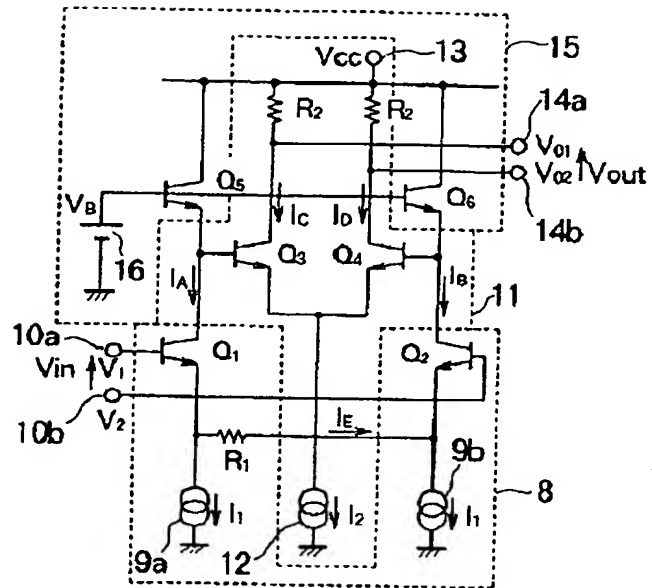 VCC 13 15
R2 R2 14a
V01
V02 Vout
Q5 Q6 14b
VB IC ID
16 IA Q3 Q4 IB 11
10a Q1 Q2
Vin V1
V2
10b IE 9b
R1 8
I1 I2 I1
9a 12